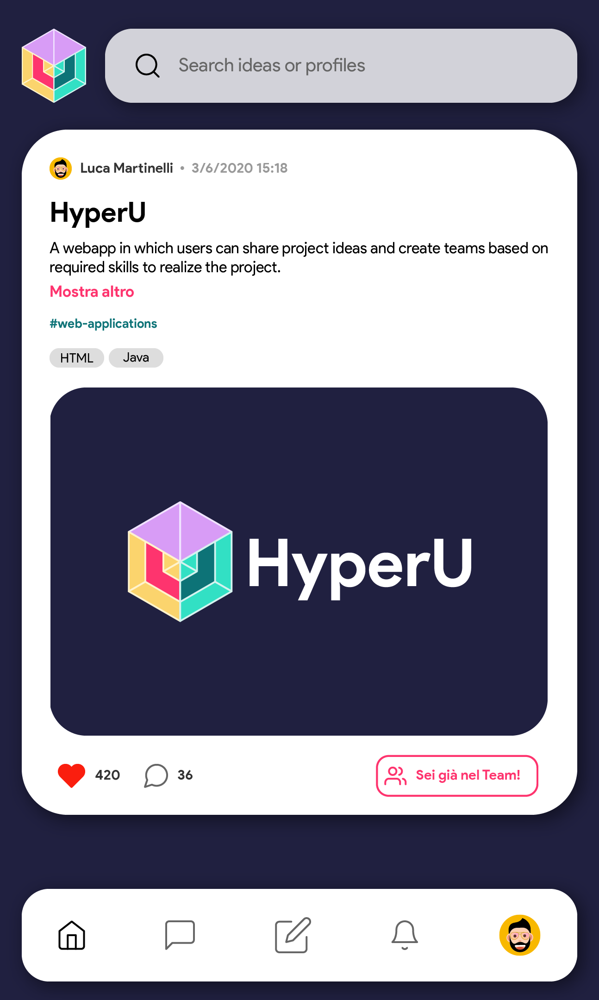 Search ideas or profiles
Luca Martinelli • 3/6/2020 15:18
HyperU
A webapp in which users can share project ideas and create teams based on
required skills to realize the project.
Mostra altro
#web-applications
HTML Java
HyperU
420 36 Sei già nel Team!